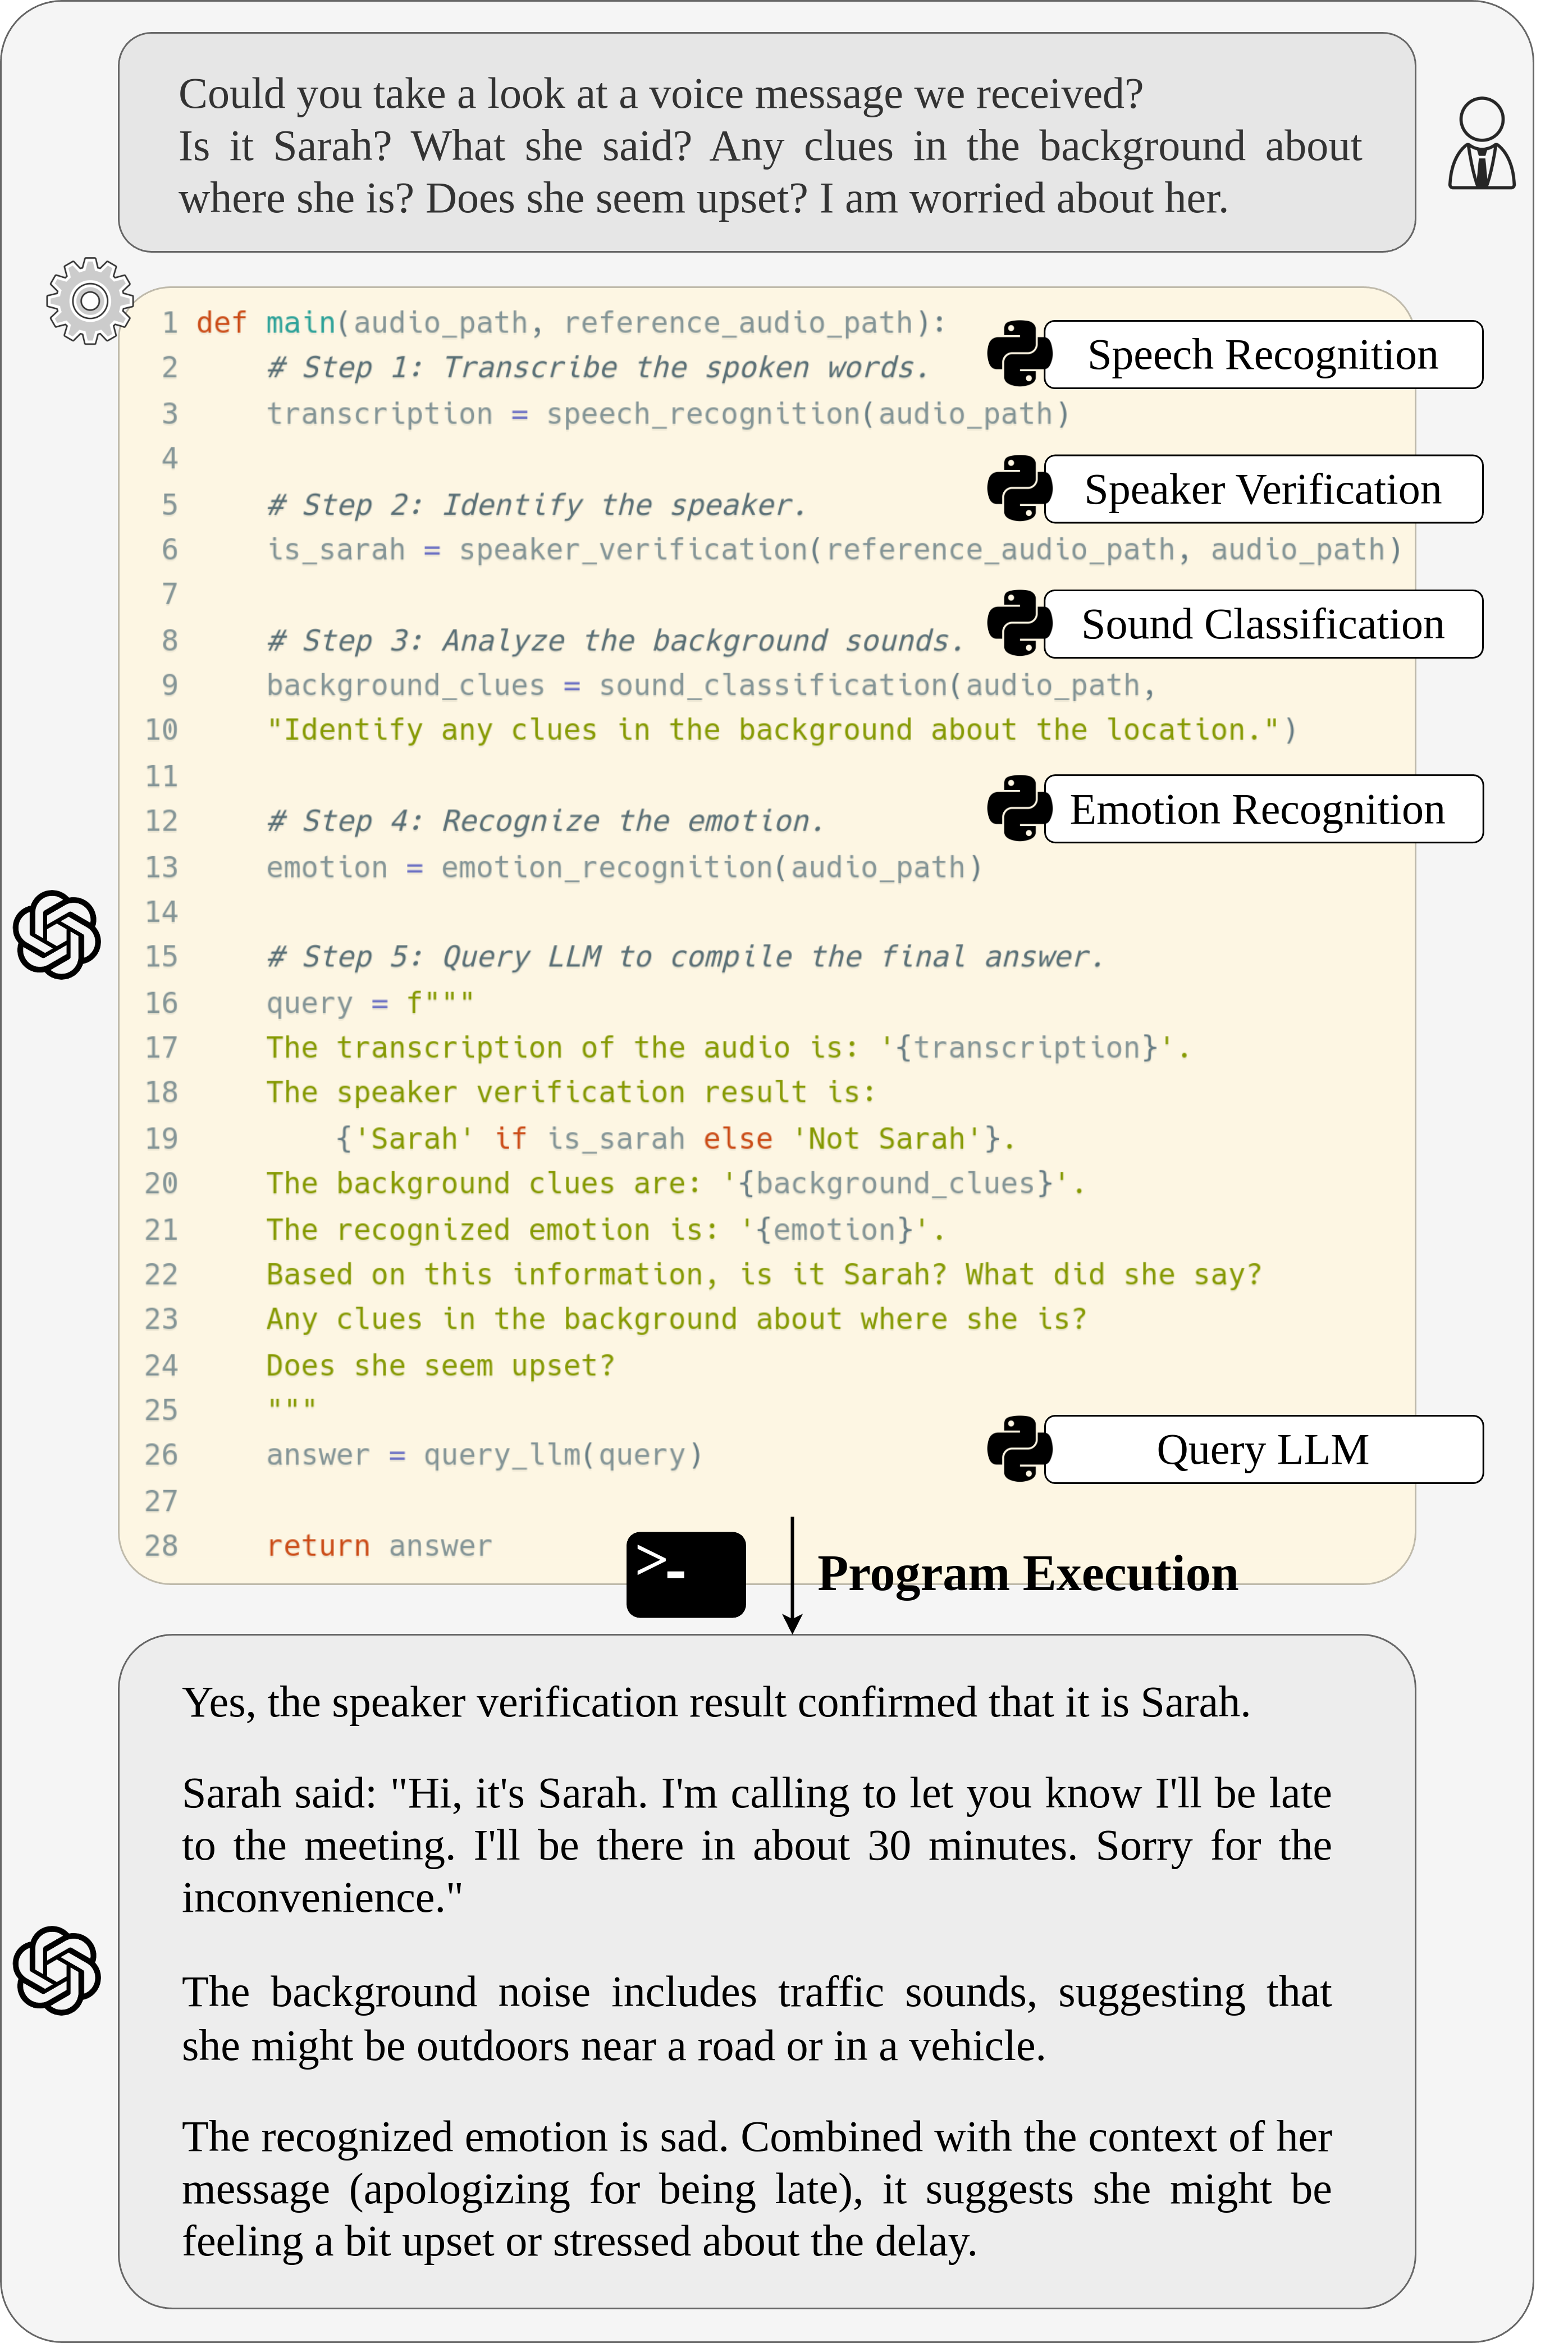 Could you take a look at a voice message we received?
Is it Sarah? What she said? Any clues in the background about
where she is? Does she seem upset? I am worried about her.
1 def main(audio_path, reference_audio_path):
2     # Step 1: Transcribe the spoken words.
Speech Recognition
3     transcription = speech_recognition(audio_path)
4
Speaker Verification
5     # Step 2: Identify the speaker.
6     is_sarah = speaker_verification(reference_audio_path, audio_path)
7
Sound Classification
8     # Step 3: Analyze the background sounds.
9     background_clues = sound_classification(audio_path,
10     "Identify any clues in the background about the location.")
11
Emotion Recognition
12     # Step 4: Recognize the emotion.
13     emotion = emotion_recognition(audio_path)
14
15     # Step 5: Query LLM to compile the final answer.
16     query = f"""
17     The transcription of the audio is: '{transcription}'.
18     The speaker verification result is:
19         {'Sarah' if is_sarah else 'Not Sarah'}.
20     The background clues are: '{background_clues}'.
21     The recognized emotion is: '{emotion}'.
22     Based on this information, is it Sarah? What did she say?
23     Any clues in the background about where she is?
24     Does she seem upset?
25     """
26     answer = query_llm(query)
Query LLM
27
28     return answer
>-
Program Execution
Yes, the speaker verification result confirmed that it is Sarah.
Sarah said: "Hi, it's Sarah. I'm calling to let you know I'll be late
to the meeting. I'll be there in about 30 minutes. Sorry for the
inconvenience."
The background noise includes traffic sounds, suggesting that
she might be outdoors near a road or in a vehicle.
The recognized emotion is sad. Combined with the context of her
message (apologizing for being late), it suggests she might be
feeling a bit upset or stressed about the delay.